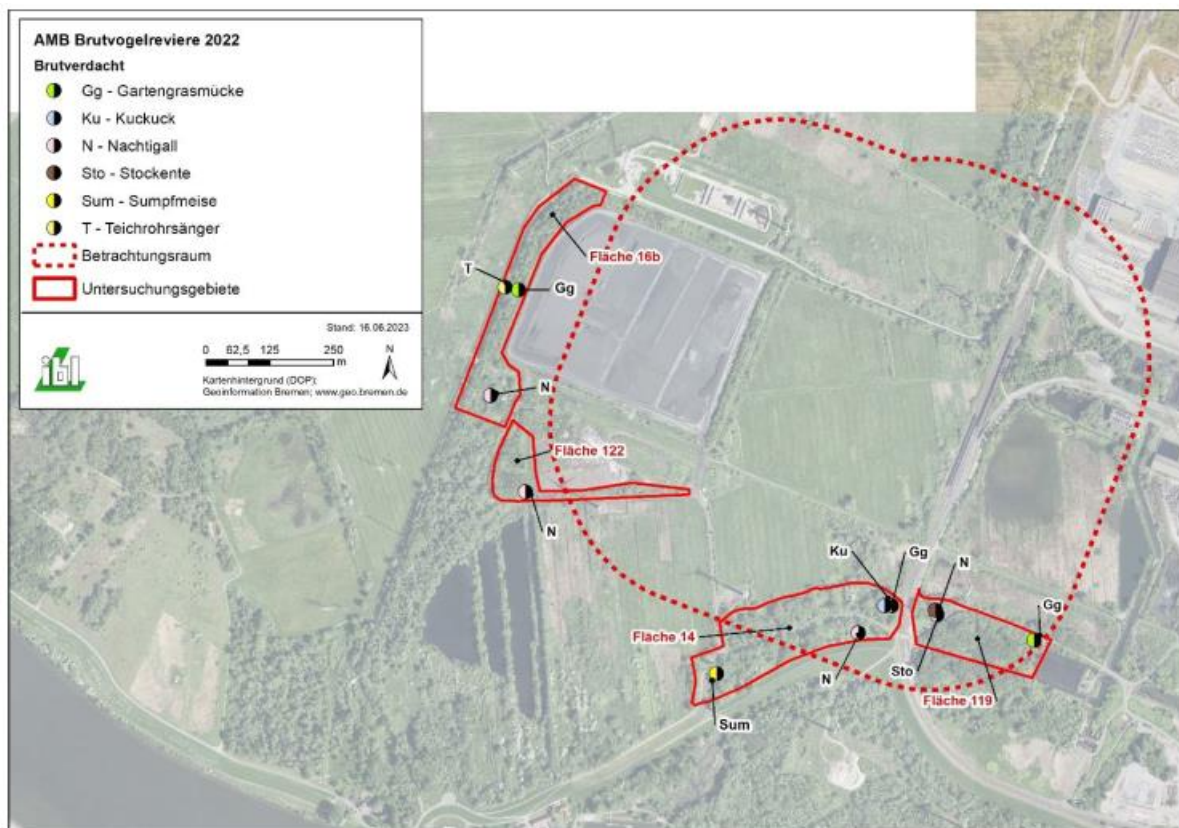 AMB Brutvogelreviere 2022
Brutverdacht
Gg - Gartengrasmücke
Ku - Kuckuck
N - Nachtigall
Sto - Stockente
Sum - Sumpfmeise
T - Teichrohrsänger
Betrachtungsraum
Untersuchungsgebiete
Stand: 16.06.2023
0 62,5 125 250
m
N
ibl
Kartenhintergrund (DOP):
Geoinformation Bremen; www.geo.bremen.de
Fläche 16b
T
Gg
N
Fläche 122
N
Ku
Gg
N
Gg
Fläche 14
N
Sto
Fläche 119
Sum